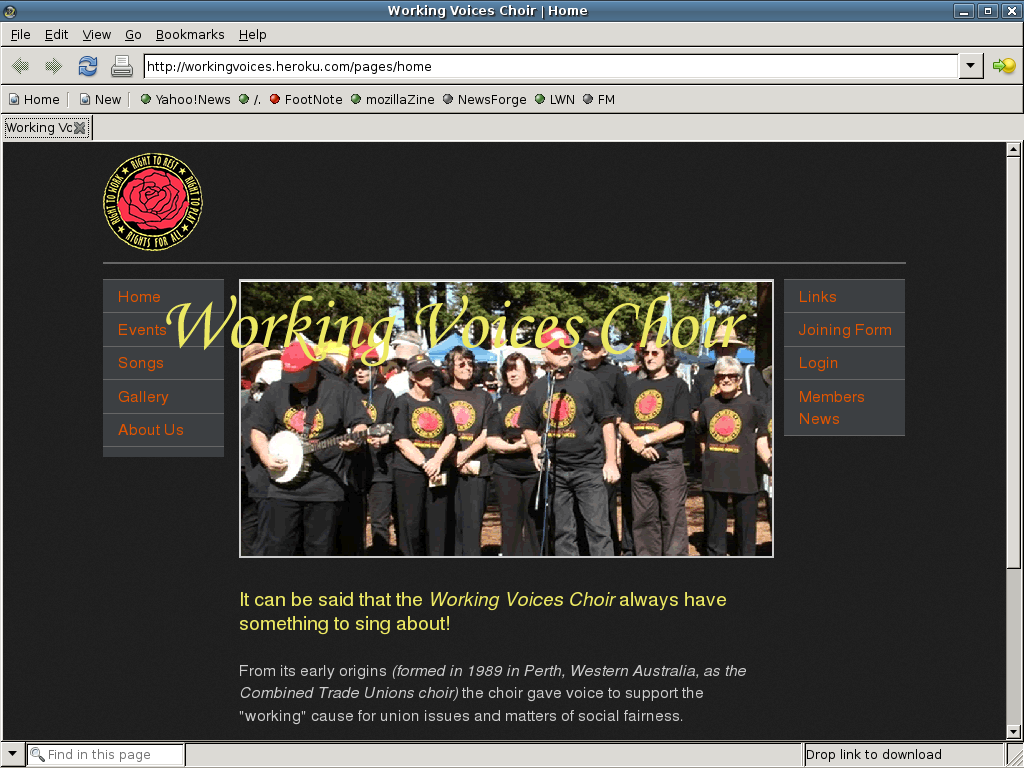 Working Voices Choir | Home
File Edit View Go Bookmarks Help
http://workingvoices.heroku.com/pages/home
Home New Yahoo!News /. FootNote mozillaZine NewsForge LWN FM
Working Vo
RIGHT TO WORK ★ RIGHT TO REST ★ RIGHT TO PLAY ★ RIGHTS FOR ALL ★
Working Voices Choir
Home
Events
Songs
Gallery
About Us
Links
Joining Form
Login
Members
News
It can be said that the Working Voices Choir always have
something to sing about!
From its early origins (formed in 1989 in Perth, Western Australia, as the
Combined Trade Unions choir) the choir gave voice to support the
"working" cause for union issues and matters of social fairness.
Find in this page
Drop link to download